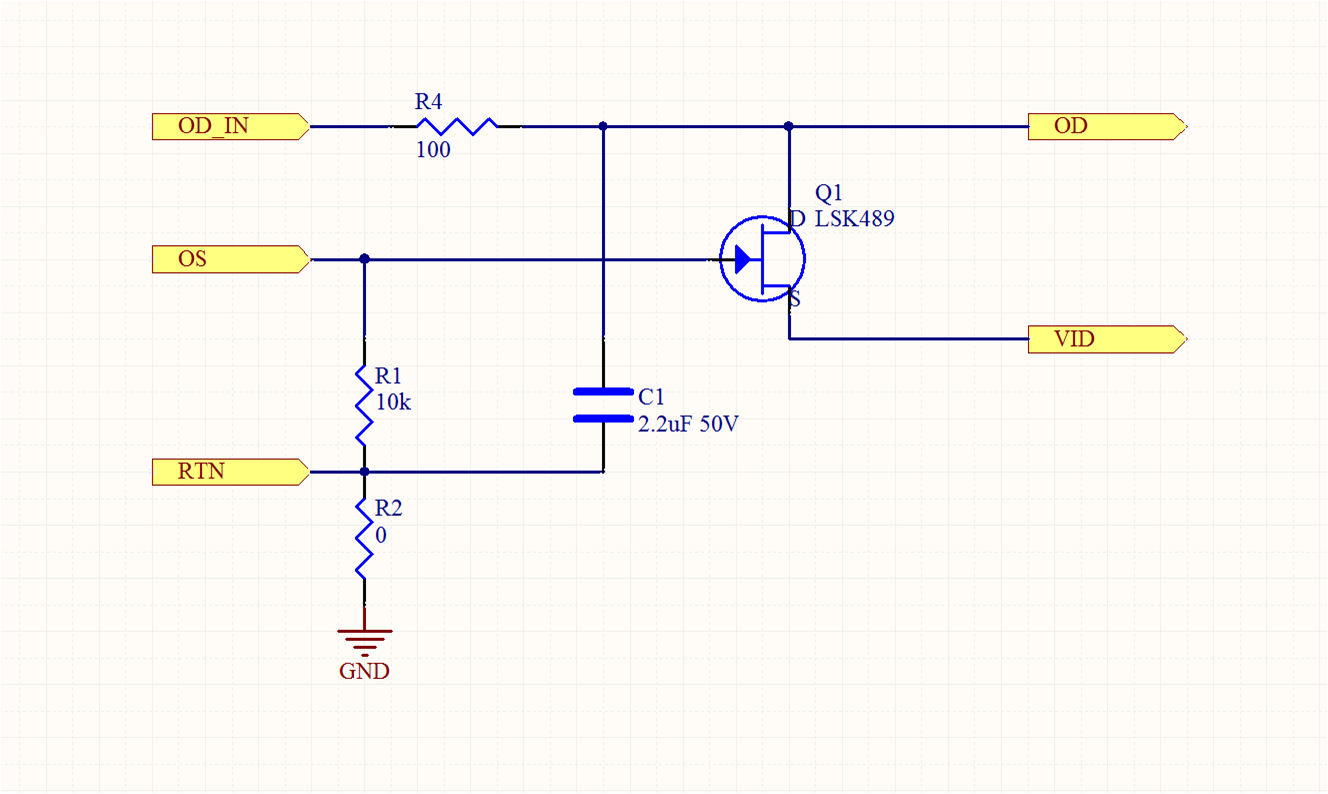 R4
OD_IN
100
OD
Q1
D LSK489
OS
S
VID
R1
10k
C1
2.2uF 50V
RTN
R2
0
GND